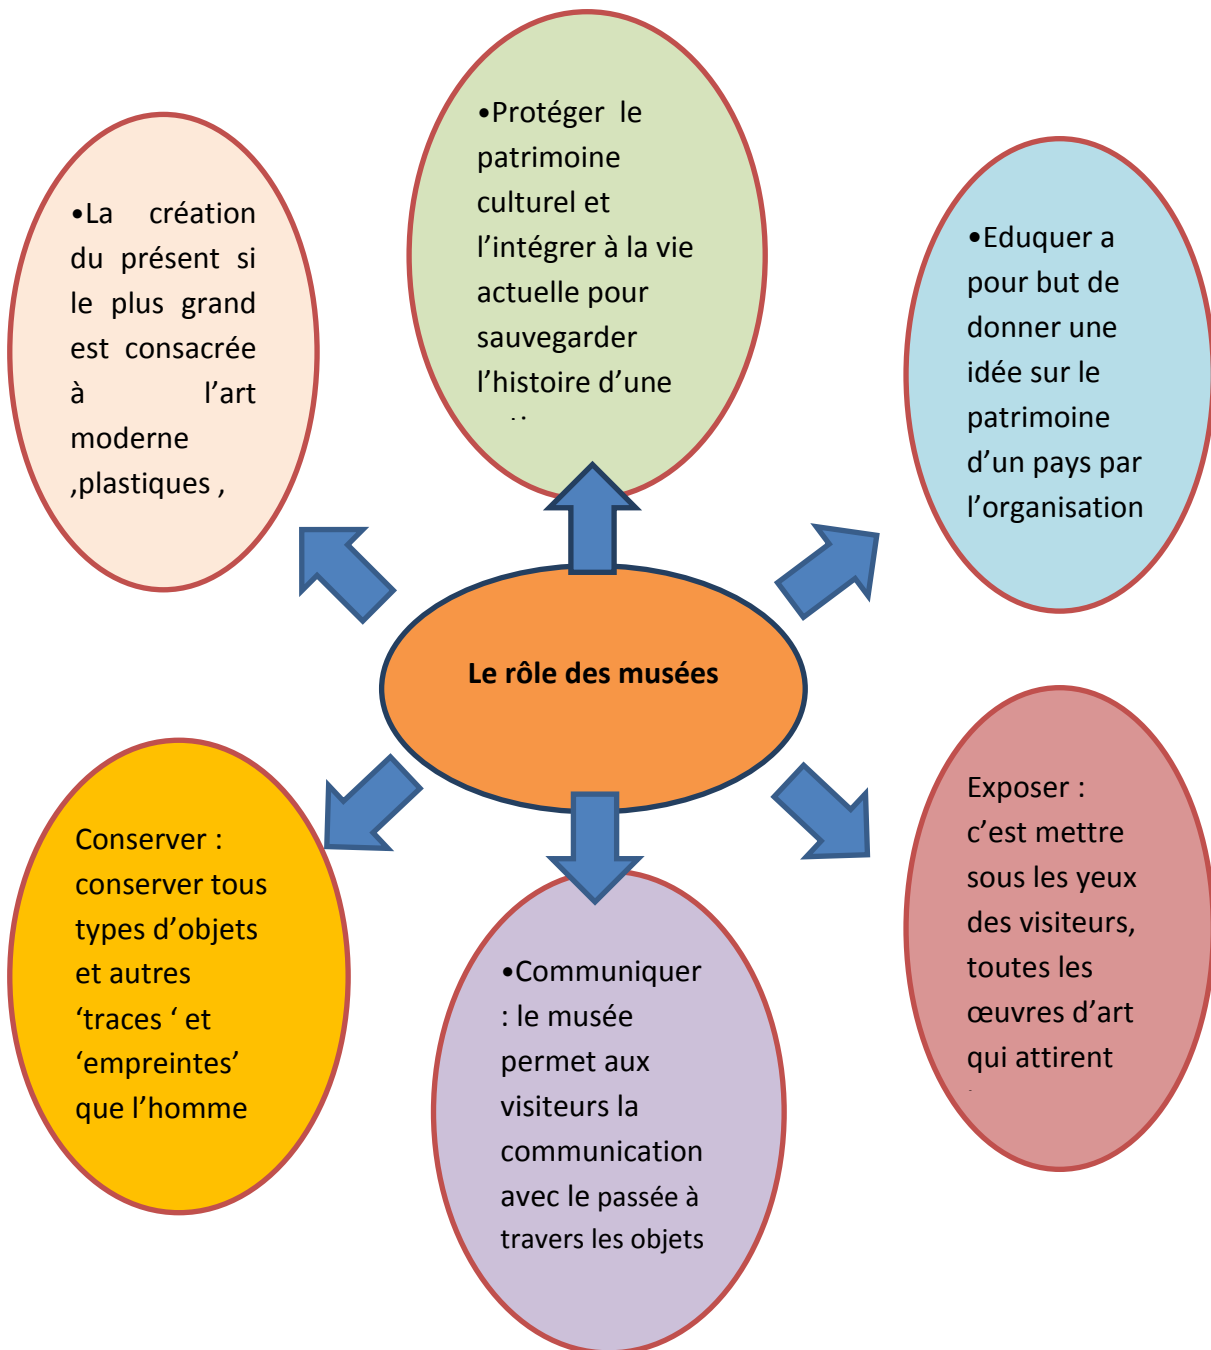 •Protéger le
patrimoine
culturel et
l’intégrer à la vie
actuelle pour
sauvegarder
l’histoire d’une
•La création
du présent si
le plus grand
est consacrée
à l’art
moderne
,plastiques ,
•Eduquer a
pour but de
donner une
idée sur le
patrimoine
d’un pays par
l’organisation
Le rôle des musées
Conserver :
conserver tous
types d’objets
et autres
‘traces ‘ et
‘empreintes’
que l’homme
•Communiquer
: le musée
permet aux
visiteurs la
communication
avec le passée à
travers les objets
Exposer :
c’est mettre
sous les yeux
des visiteurs,
toutes les
œuvres d’art
qui attirent